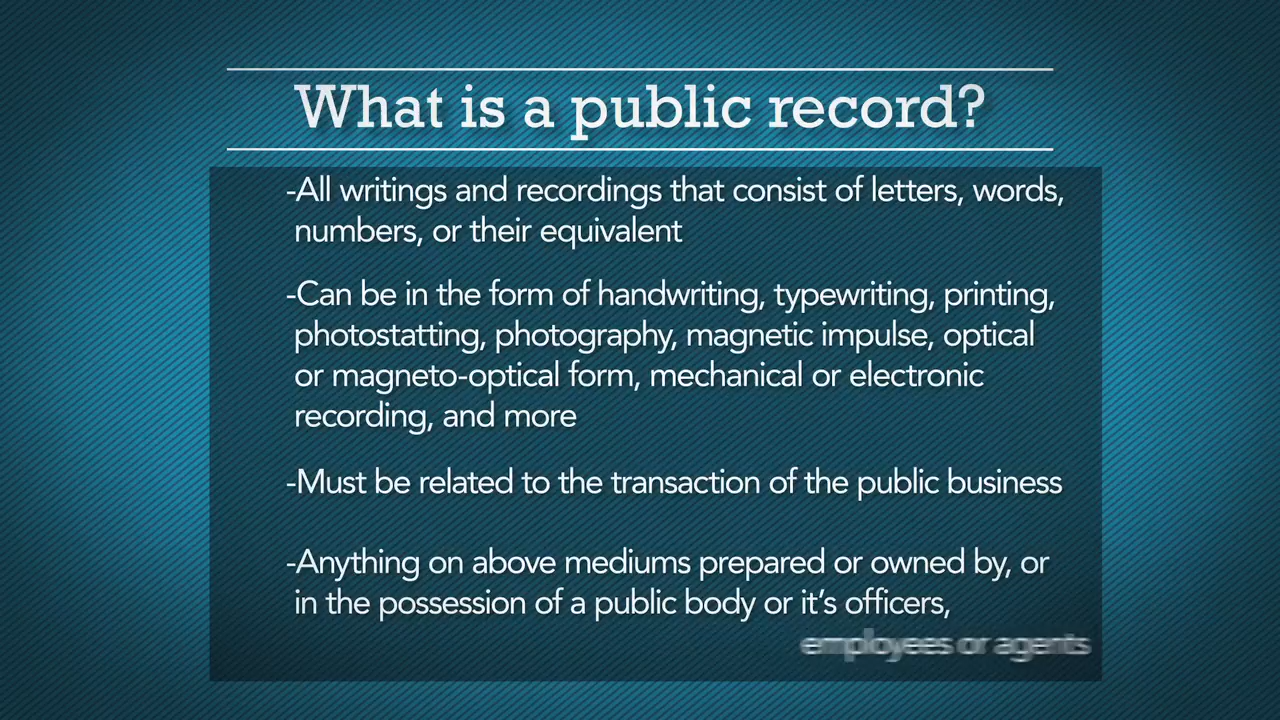 What is a public record?
-All writings and recordings that consist of letters, words,
numbers, or their equivalent
-Can be in the form of handwriting, typewriting, printing,
photostatting, photography, magnetic impulse, optical
or magneto-optical form, mechanical or electronic
recording, and more
-Must be related to the transaction of the public business
-Anything on above mediums prepared or owned by, or
in the possession of a public body or it's officers,
employees or agents